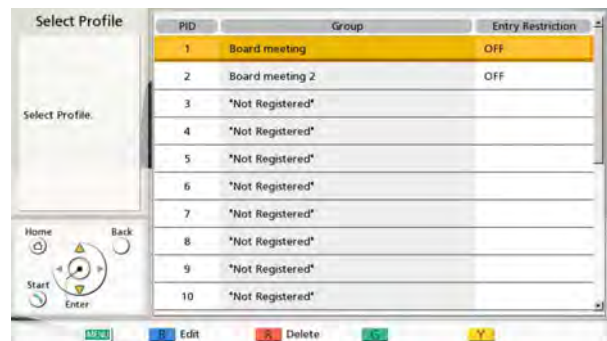 Select Profile
Select Profile.
Home
Back
Start
Enter
PID Group Entry Restriction
1 Board meeting OFF
2 Board meeting 2 OFF
3 "Not Registered"
4 "Not Registered"
5 "Not Registered"
6 "Not Registered"
7 "Not Registered"
8 "Not Registered"
9 "Not Registered"
10 "Not Registered"
MENU B Edit R Delete G Y